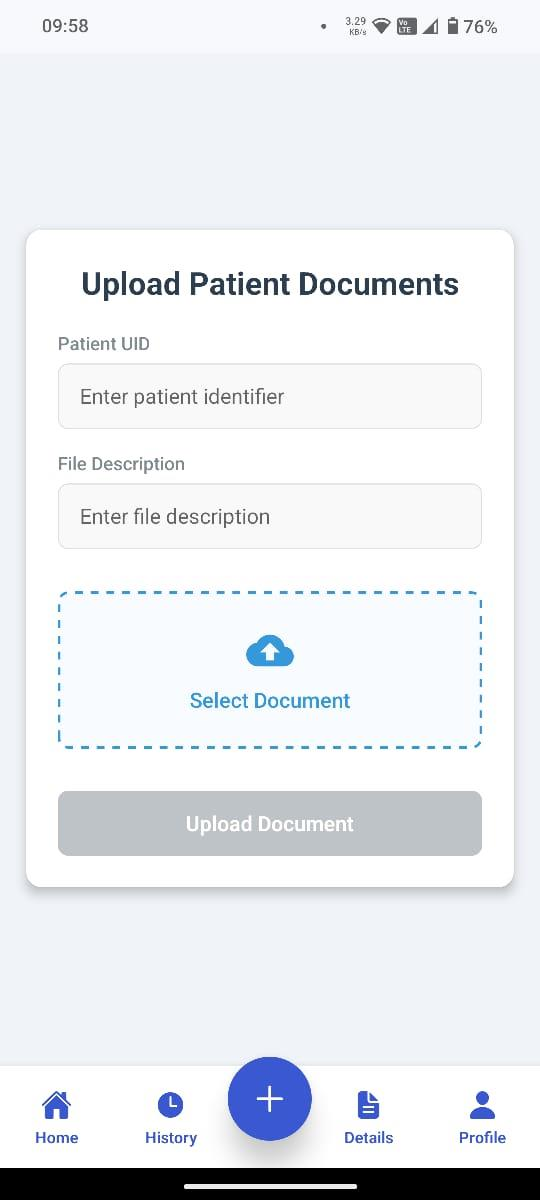 09:58
3.29
KB/s
Vo
LTE
76%
Upload Patient Documents
Patient UID
Enter patient identifier
File Description
Enter file description
Select Document
Upload Document
Home
History
Details
Profile